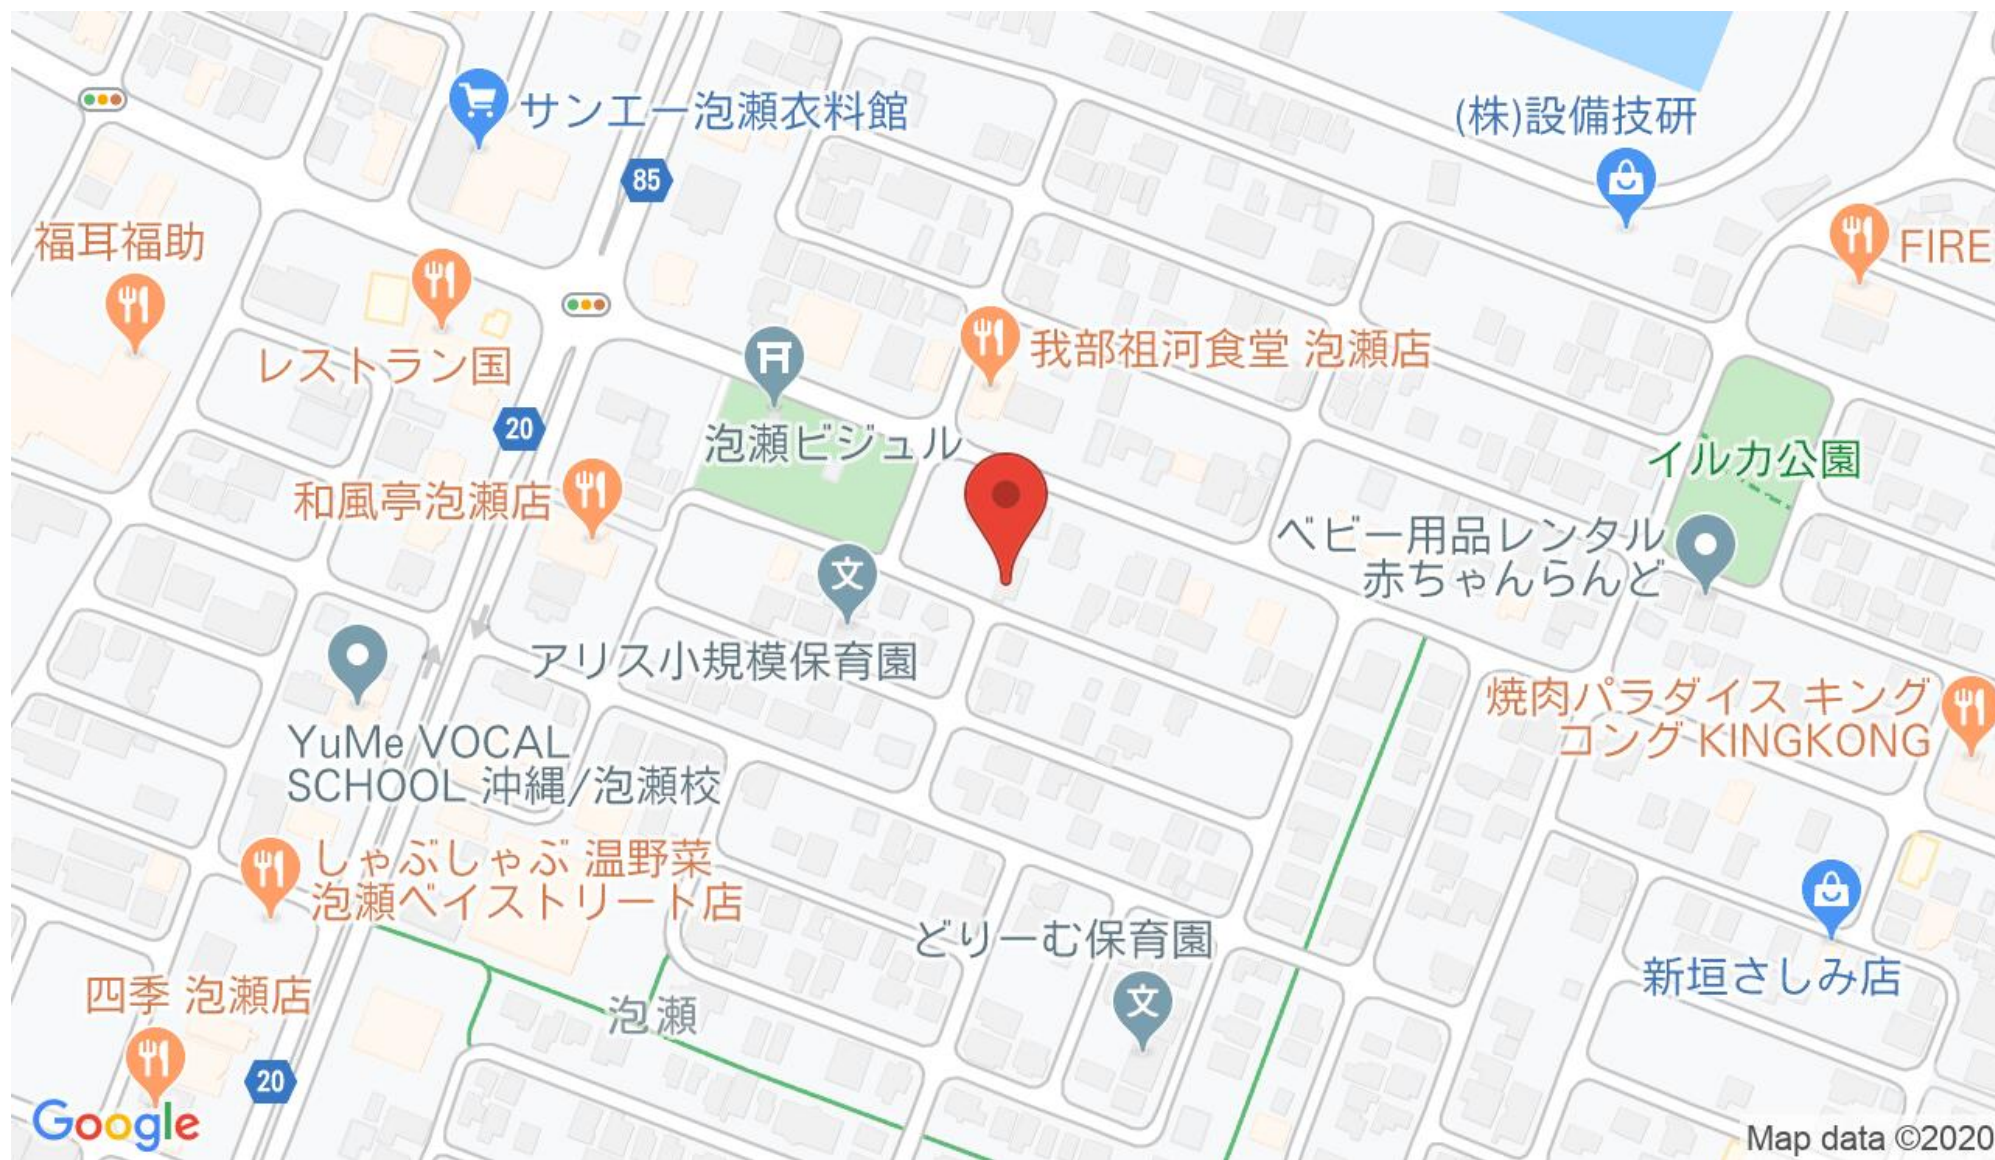 サンエー泡瀬衣料館
(株)設備技研
85
福耳福助
FIRE
レストラン国
我部祖河食堂 泡瀬店
20
泡瀬ビジュル
イルカ公園
和風亭泡瀬店
ベビー用品レンタル
赤ちゃんらんど
文
アリス小規模保育園
焼肉パラダイス キング
コング KINGKONG
YuMe VOCAL
SCHOOL 沖縄/泡瀬校
しゃぶしゃぶ 温野菜
泡瀬ベイストリート店
どりーむ保育園
新垣さしみ店
四季 泡瀬店
文
泡瀬
20
Google
Map data ©2020